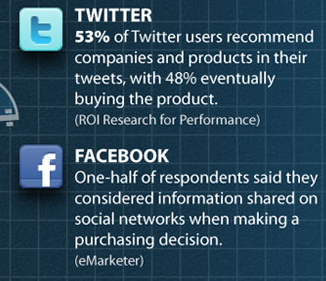 TWITTER
53% of Twitter users recommend
companies and products in their
tweets, with 48% eventually
buying the product.
(ROI Research for Performance)
FACEBOOK
One-half of respondents said they
considered information shared on
social networks when making a
purchasing decision.
(eMarketer)